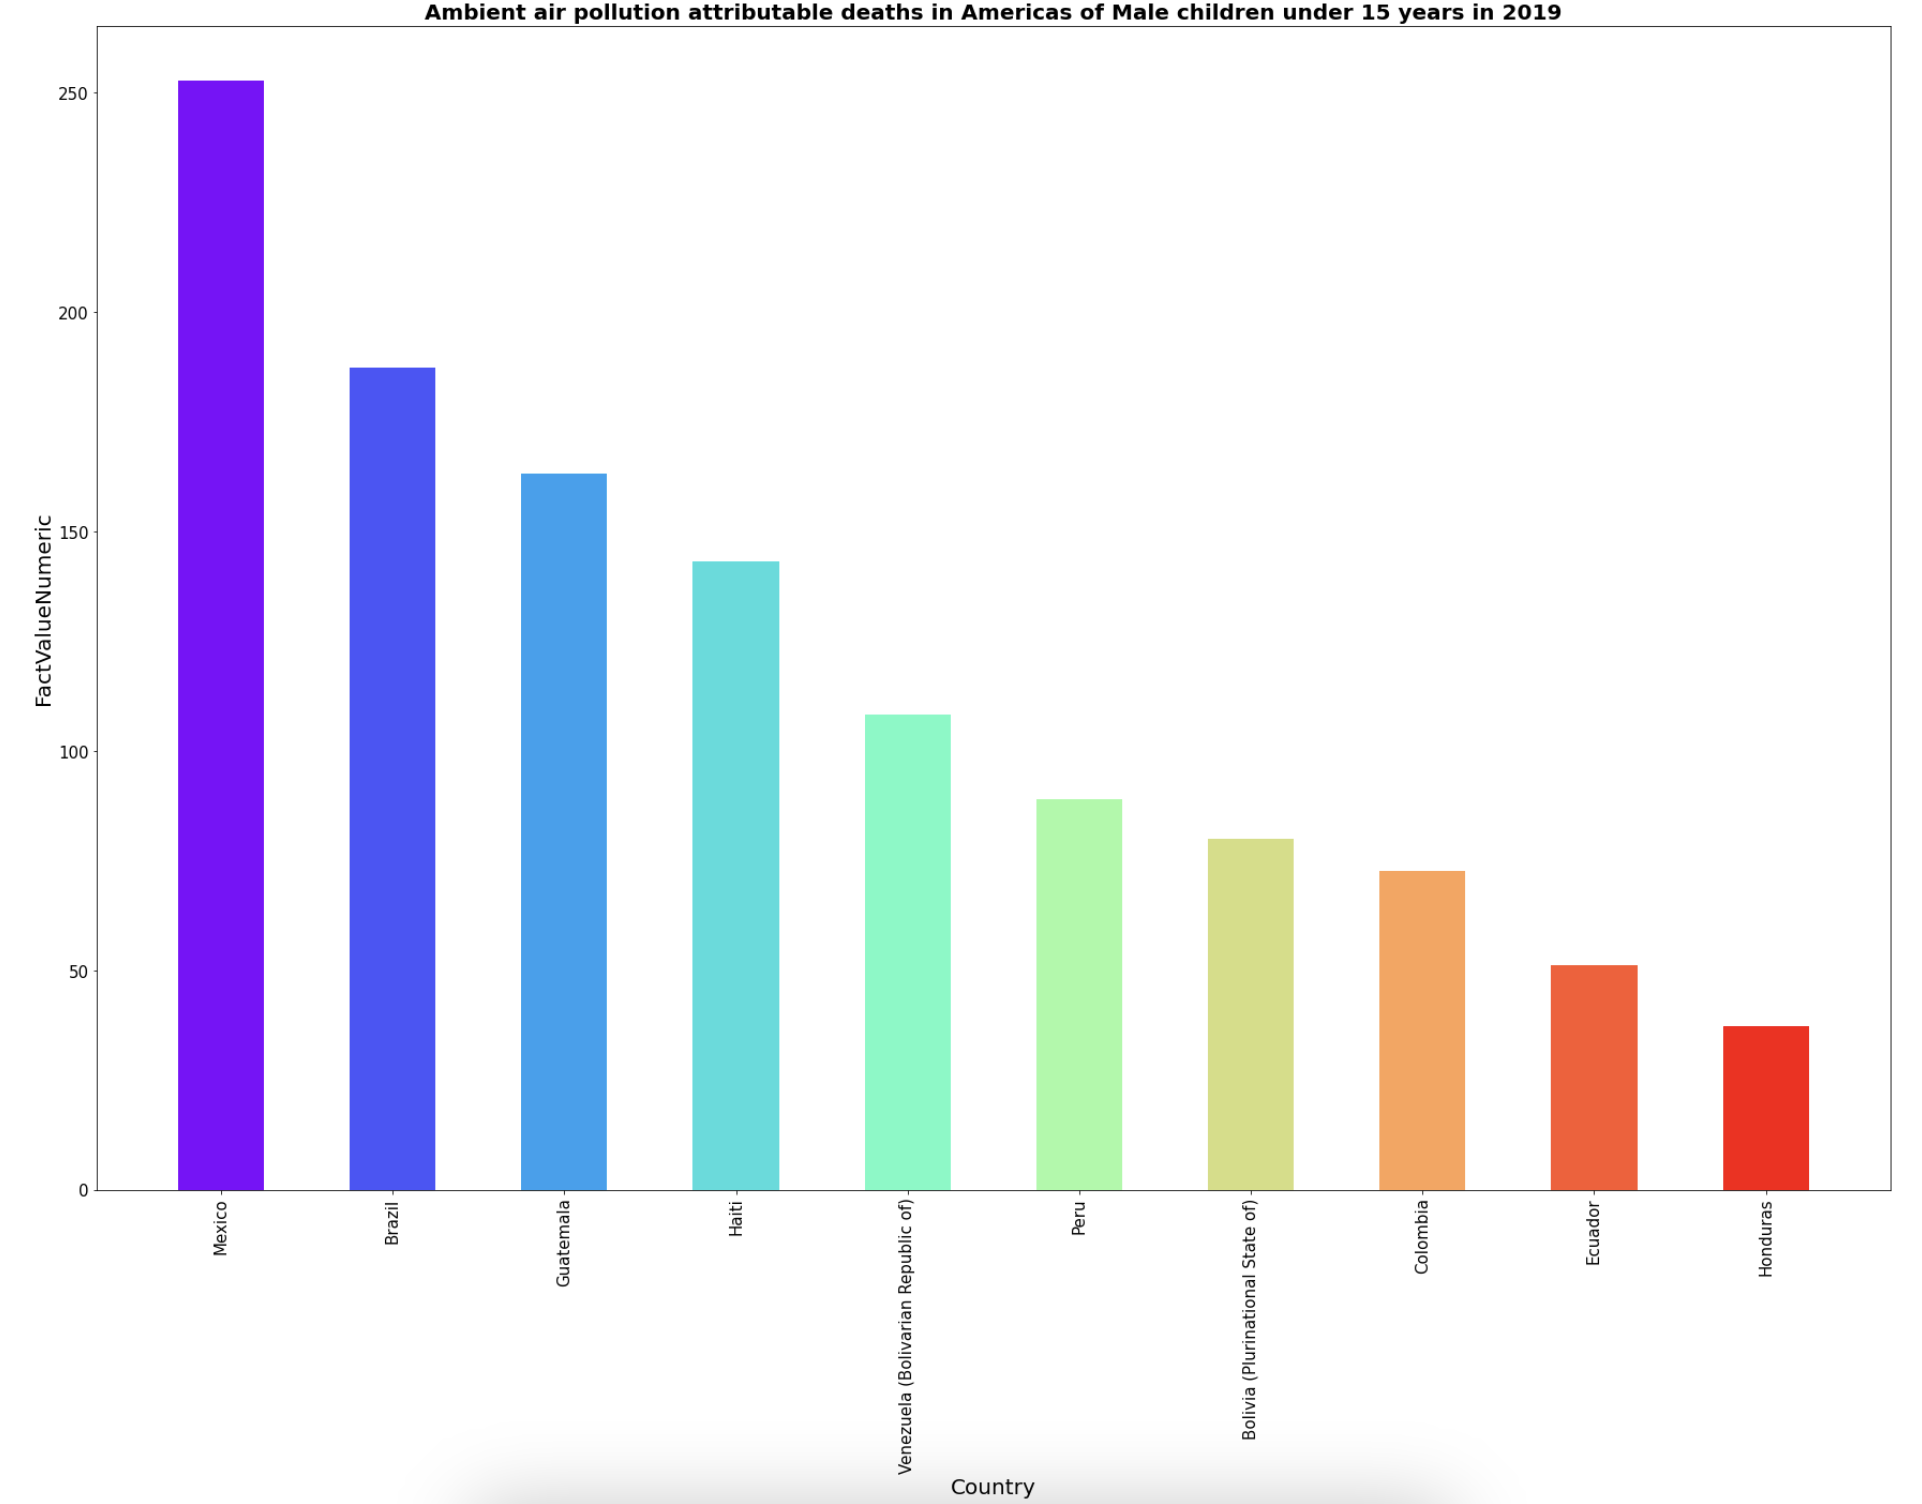 Ambient air pollution attributable deaths in Americas of Male children under 15 years in 2019
FactValueNumeric
250
200
150
100
50
0
Mexico
Brazil
Guatemala
Haiti
Venezuela (Bolivarian Republic of)
Peru
Bolivia (Plurinational State of)
Colombia
Ecuador
Honduras
Country